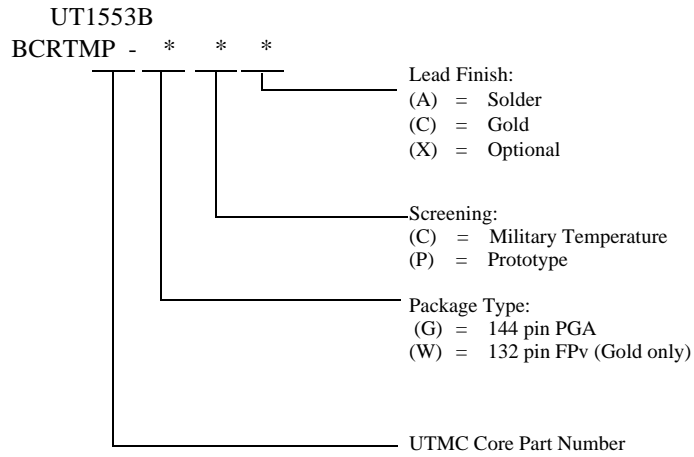 UT1553B
BCRTMP - * * *
Lead Finish:
(A) = Solder
(C) = Gold
(X) = Optional
Screening:
(C) = Military Temperature
(P) = Prototype
Package Type:
(G) = 144 pin PGA
(W) = 132 pin FPv (Gold only)
UTMC Core Part Number